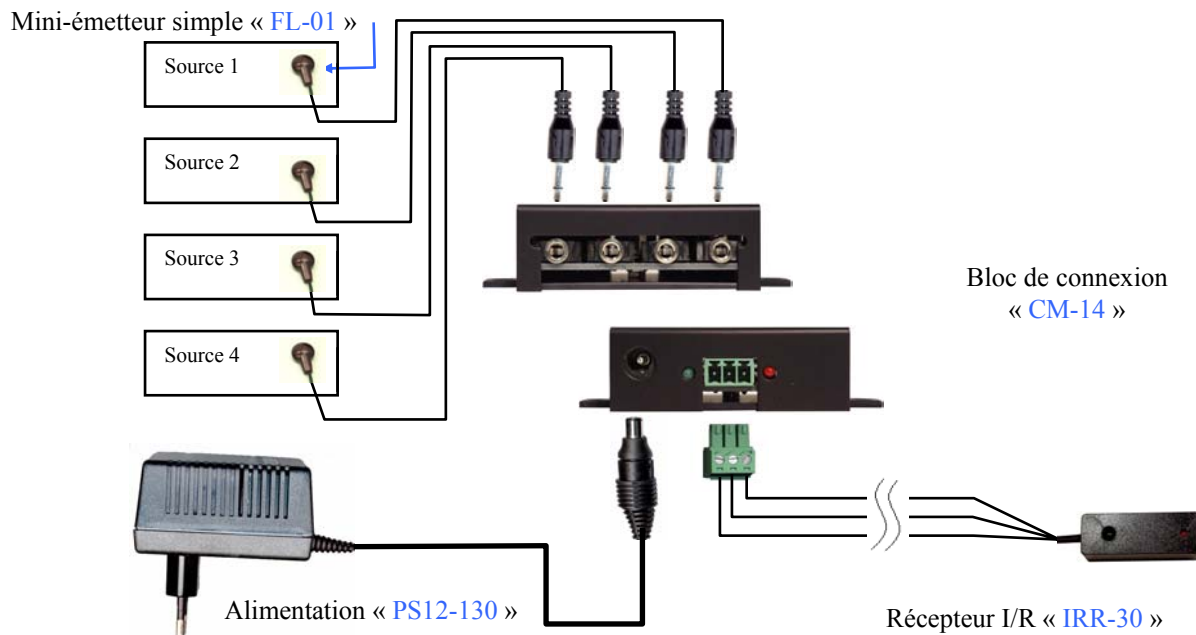 Mini-émetteur simple « FL-01 »
Source 1
Source 2
Source 3
Source 4
Bloc de connexion
« CM-14 »
Alimentation « PS12-130 »
Récepteur I/R « IRR-30 »